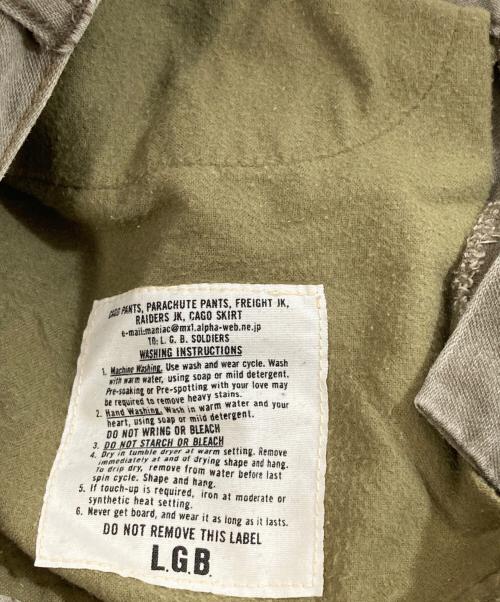 CAGO PANTS, PARACHUTE PANTS, FREIGHT JK,
RAIDERS JK, CAGO SKIRT
e-mail:maniac@mx1.alpha-web.ne.jp
TO: L. G. B. SOLDIERS
WASHING INSTRUCTIONS
1. Machine Washing. Use wash and wear cycle. Wash
with warm water, using soap or mild detergent.
Pre-soaking or Pre-spotting with your love may
be required to remove heavy stains.
2. Hand Washing. Wash in warm water and your
heart, using soap or mild detergent.
DO NOT WRING OR BLEACH
3. DO NOT STARCH OR BLEACH
4. Dry in tumble dryer at warm setting. Remove
immediately at and of drying shape and hang.
To drip dry, remove from water before last
spin cycle. Shape and hang.
5. If touch-up is required, iron at moderate or
synthetic heat setting.
6. Never get board, and wear it as long as it lasts.
DO NOT REMOVE THIS LABEL
L.G.B.